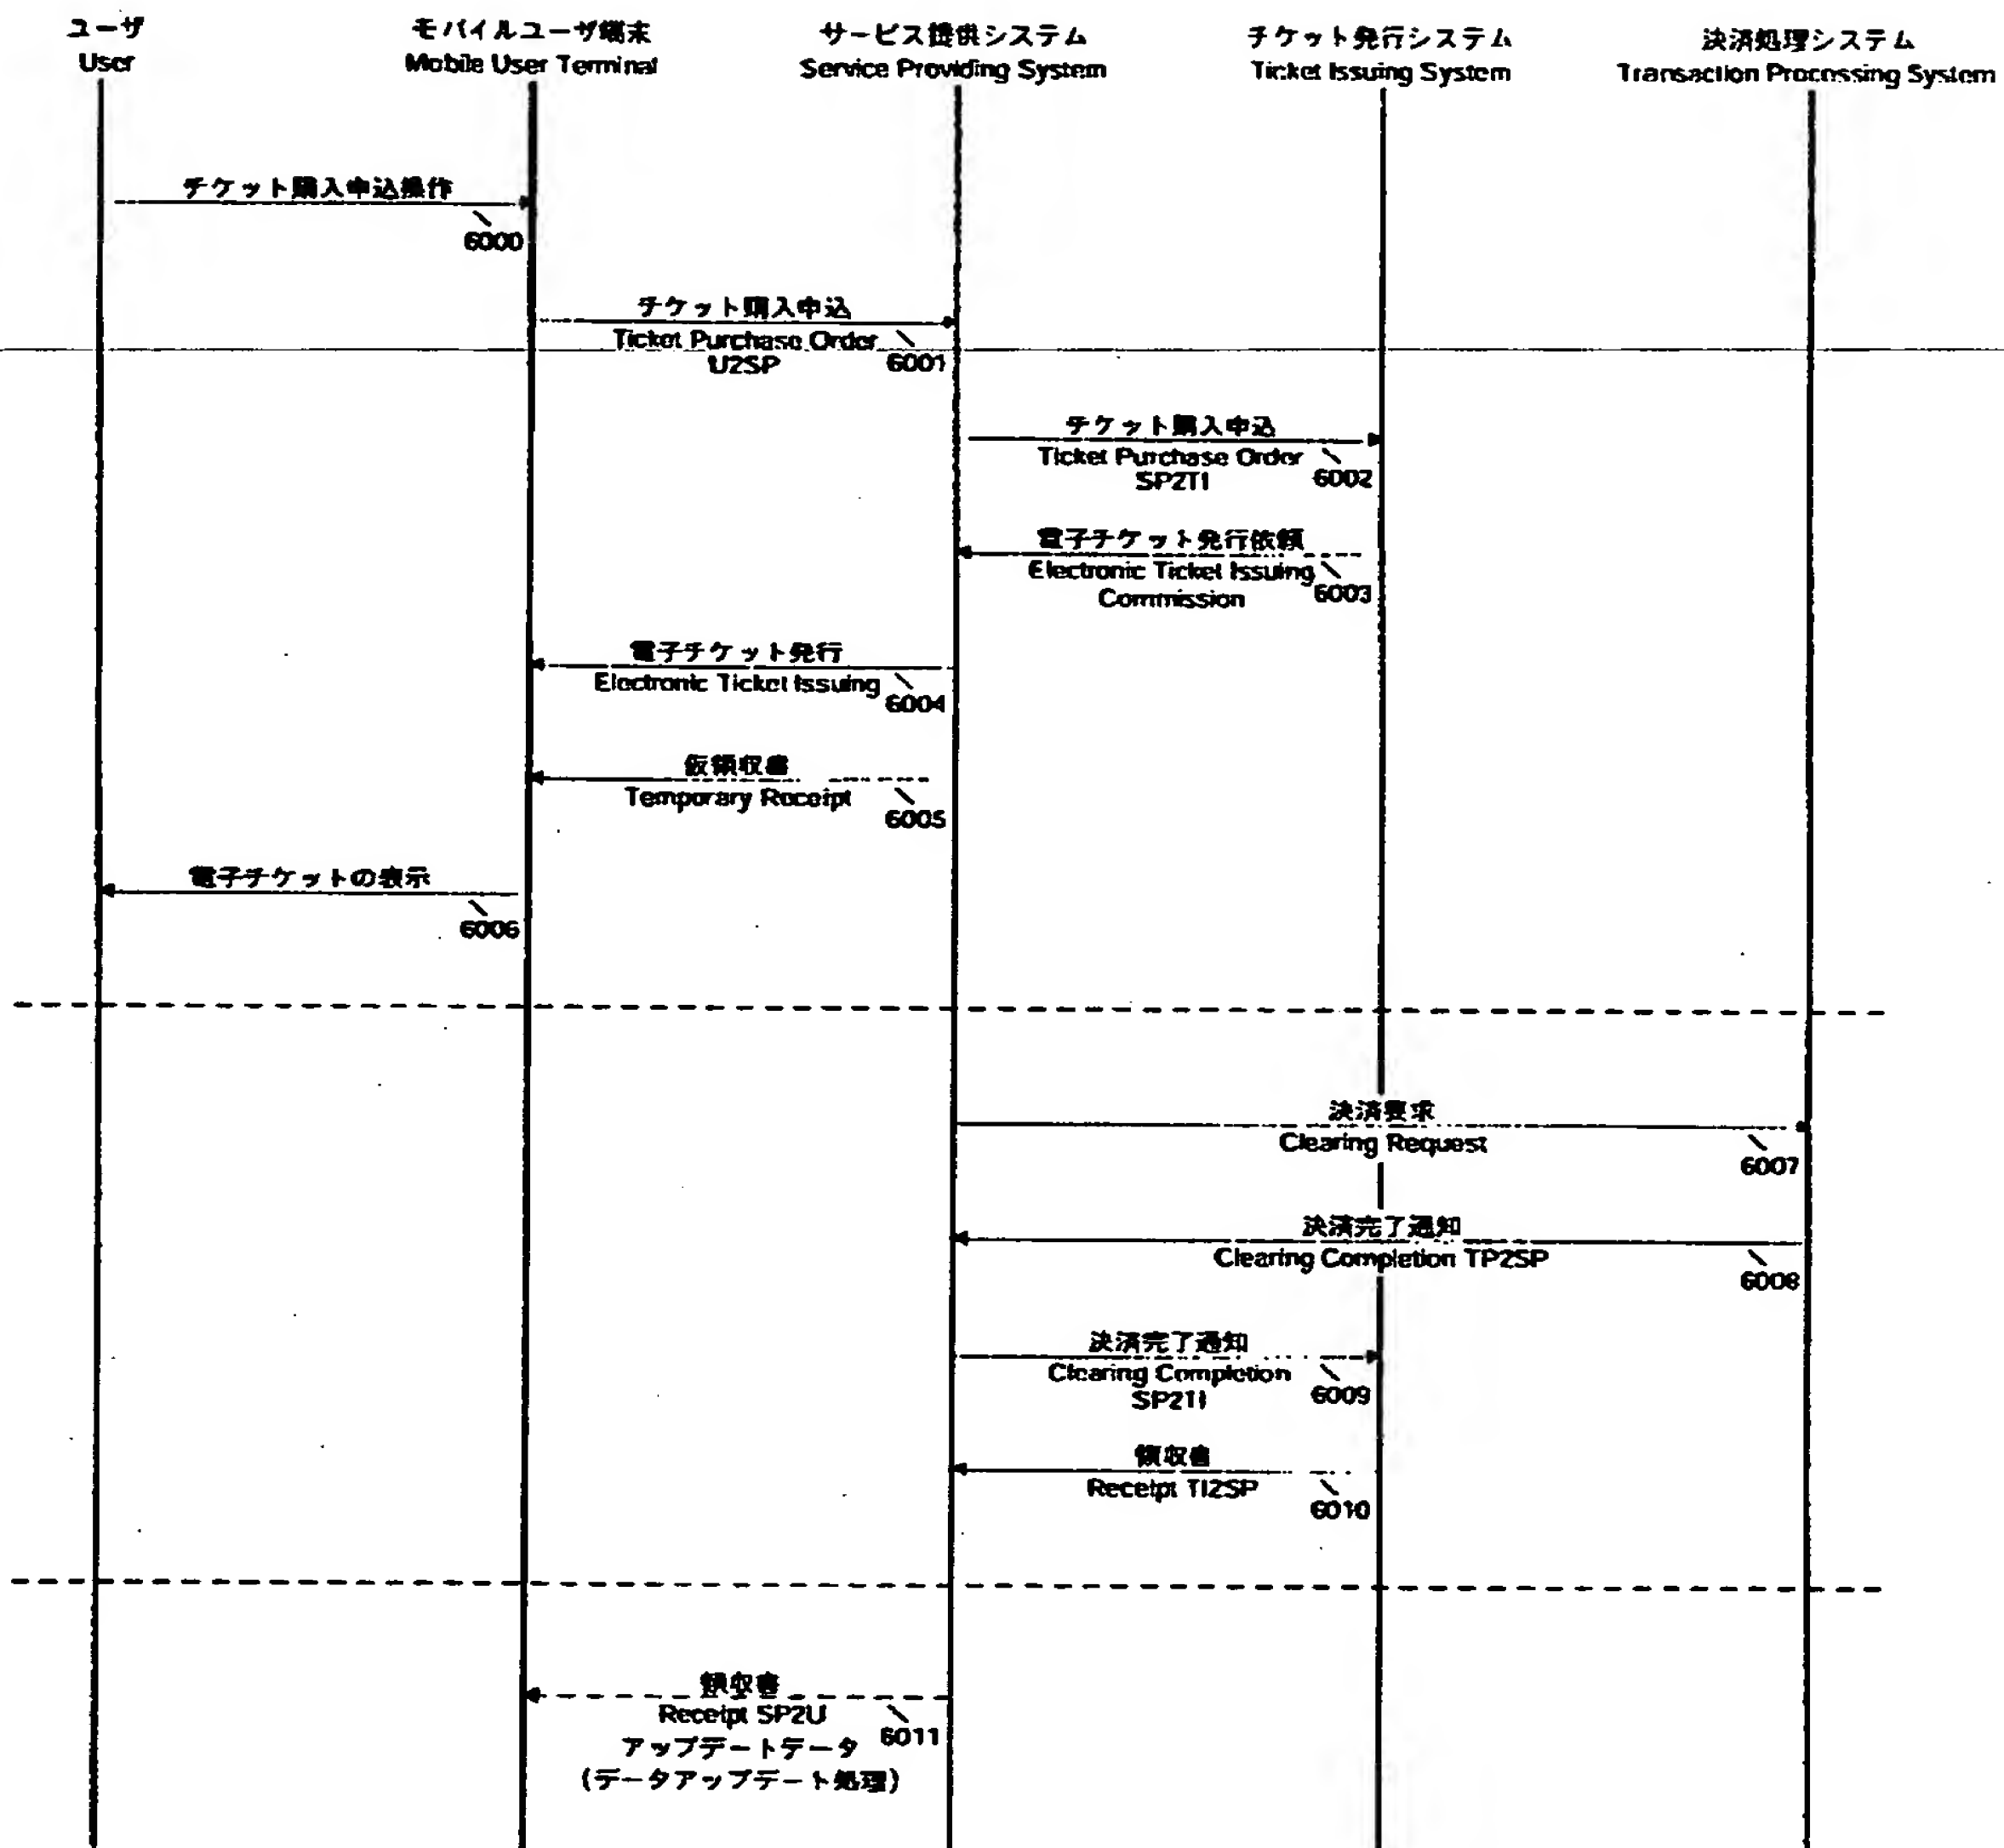 ユーザ
User
モバイルユーザ端末
Mobile User Terminal
サービス提供システム
Service Providing System
チケット発行システム
Ticket Issuing System
決済処理システム
Transaction Processing System
チケット購入申込操作
6000
チケット購入申込
Ticket Purchase Order
U2SP
6001
チケット購入申込
Ticket Purchase Order
SP2TI
6002
電子チケット発行依頼
Electronic Ticket Issuing
Commission
6003
電子チケット発行
Electronic Ticket Issuing
6004
仮領収書
Temporary Receipt
6005
電子チケットの表示
6006
決済要求
Clearing Request
6007
決済完了通知
Clearing Completion TP2SP
6008
決済完了通知
Clearing Completion
SP2TI
6009
領収書
Receipt TI2SP
6010
領収書
Receipt SP2U
6011
アップデートデータ
(データアップデート処理)